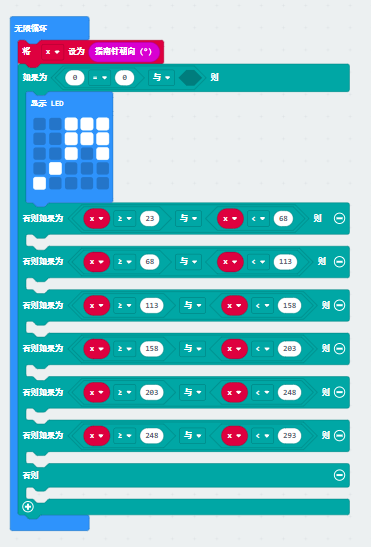 无限循环
将 x 设为 指南针朝向 (°)
如果为 0 = 0 与 则
显示 LED
否则如果为 x ≥ 23 与 x < 68 则
否则如果为 x ≥ 68 与 x < 113 则
否则如果为 x ≥ 113 与 x < 158 则
否则如果为 x ≥ 158 与 x < 203 则
否则如果为 x ≥ 203 与 x < 248 则
否则如果为 x ≥ 248 与 x < 293 则
否则